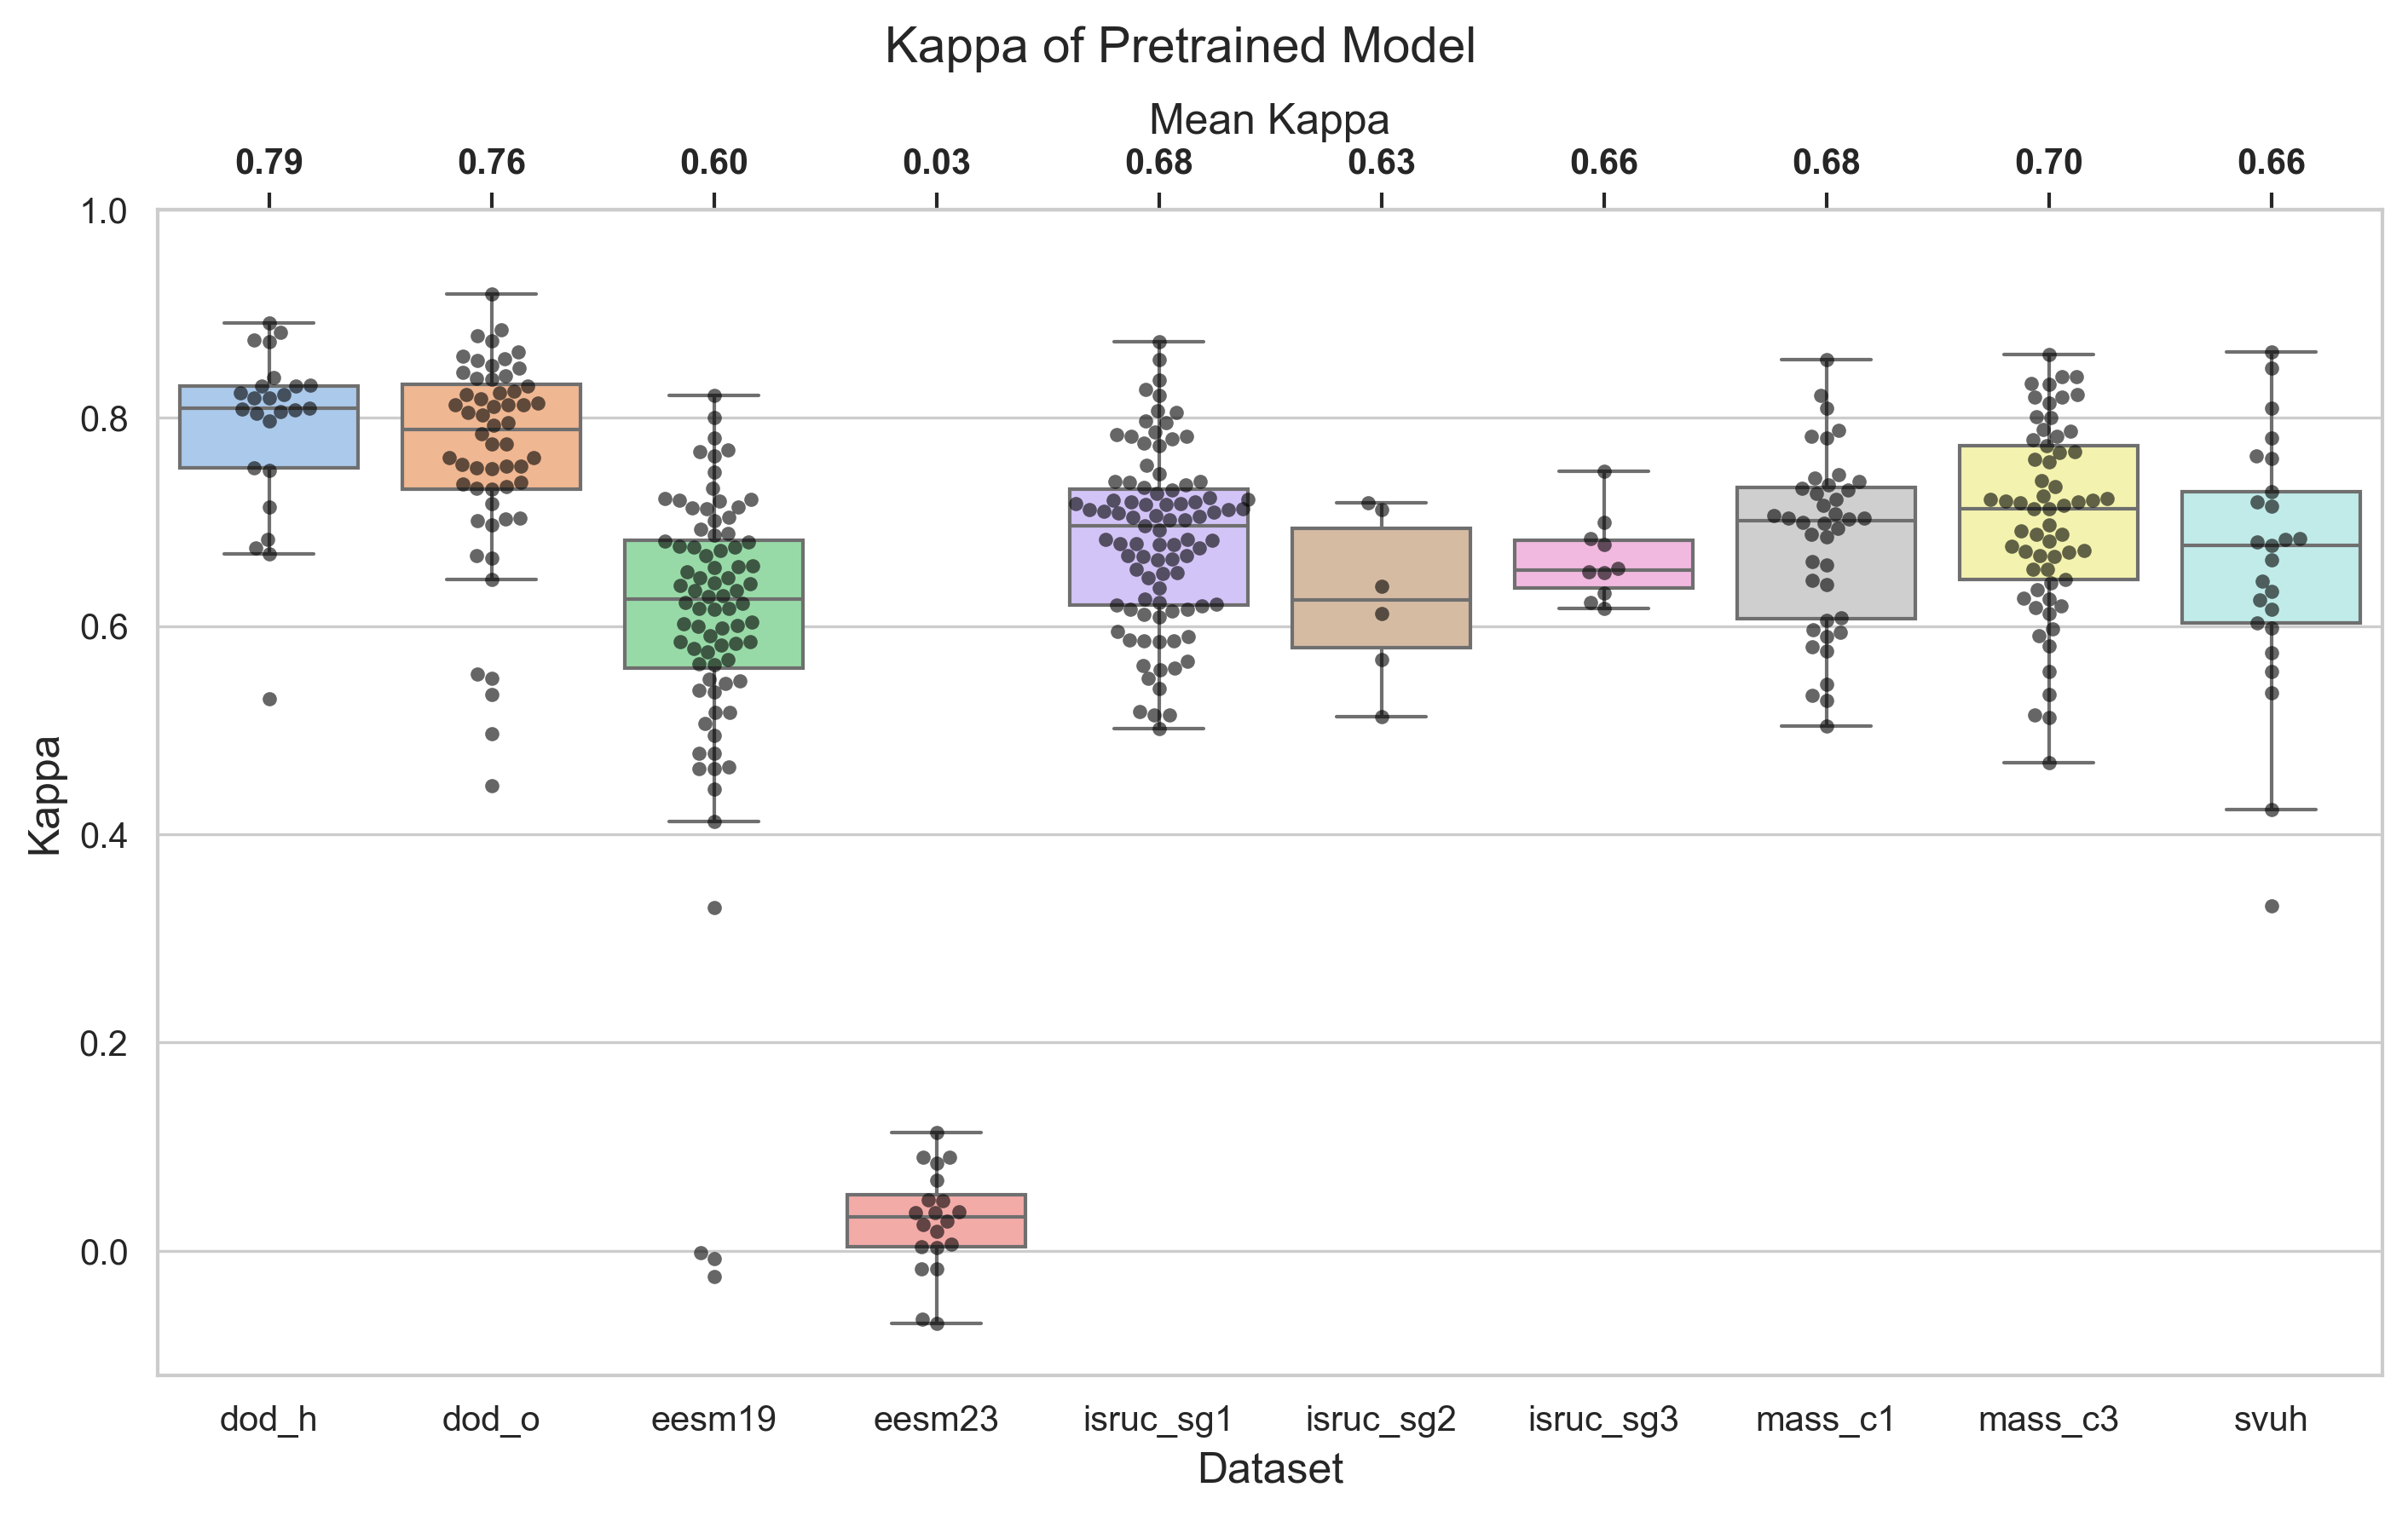 Kappa of Pretrained Model
Mean Kappa
0.79 0.76 0.60 0.03 0.68 0.63 0.66 0.68 0.70 0.66
1.0
0.8
0.6
0.4
0.2
0.0
Kappa
dod_h dod_o eesm19 eesm23 isruc_sg1 isruc_sg2 isruc_sg3 mass_c1 mass_c3 svuh
Dataset